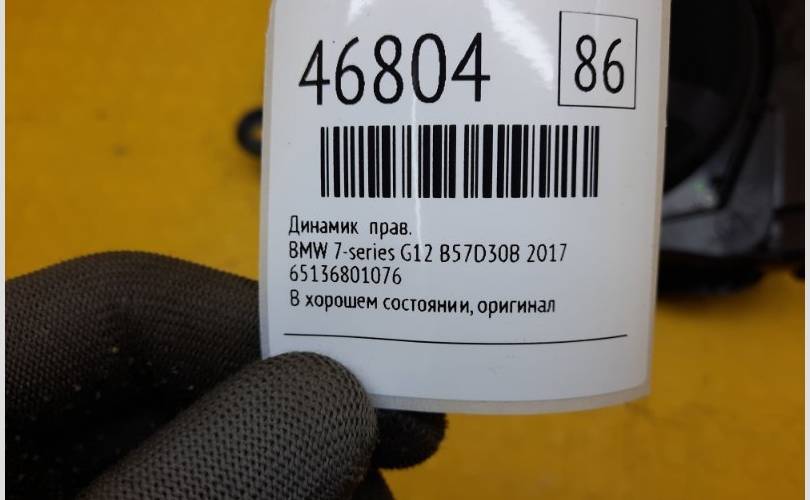 46804 86
Динамик прав.
BMW 7-series G12 B57D30B 2017
65136801076
В хорошем состоянии, оригинал